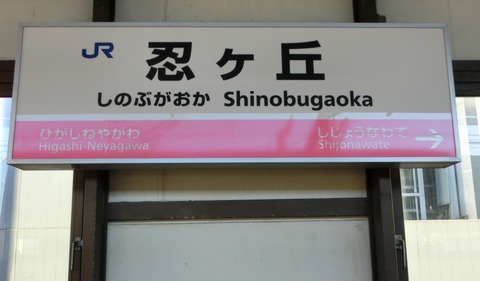 JR 忍ヶ丘
しのぶがおか Shinobugaoka
ひがしねやがわ しじょうなわて
Higashi-Neyagawa Shijonawate